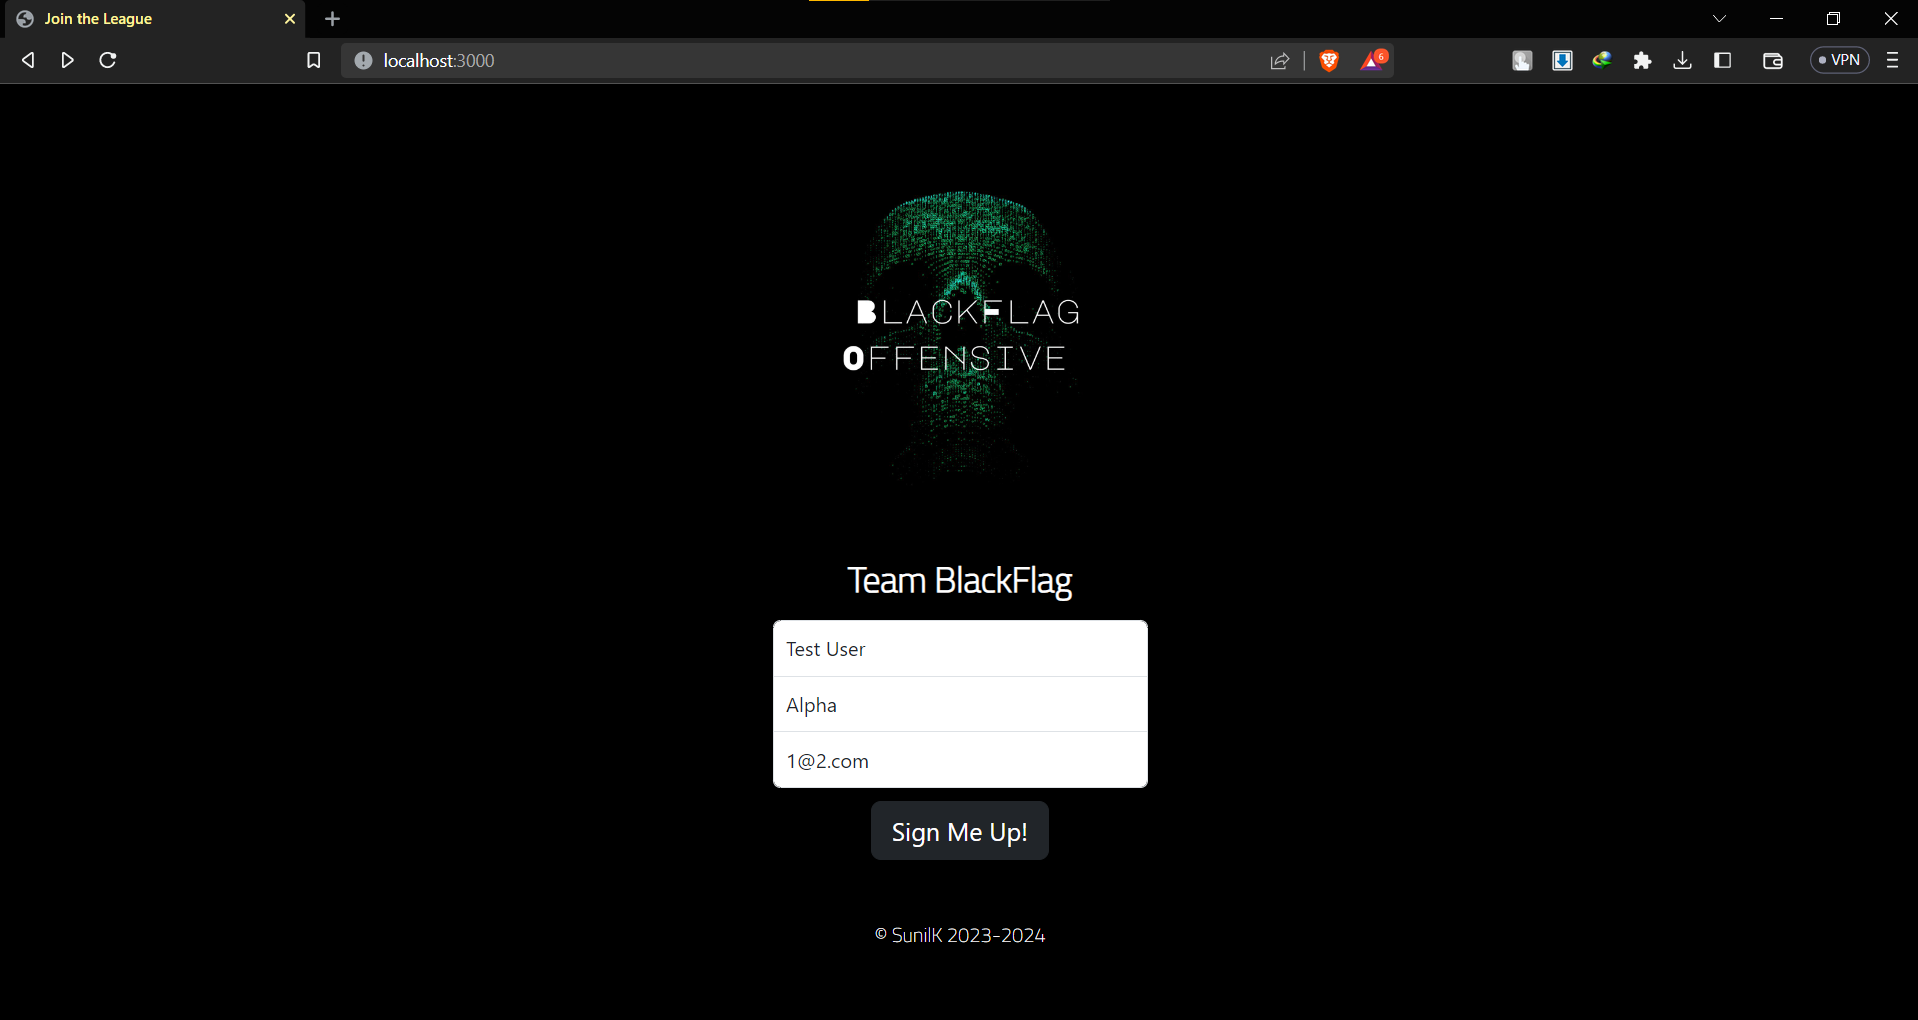 Join the League
localhost:3000
6
VPN
BlackFlag
Offensive
Team BlackFlag
Test User
Alpha
1@2.com
Sign Me Up!
© SunilK 2023-2024